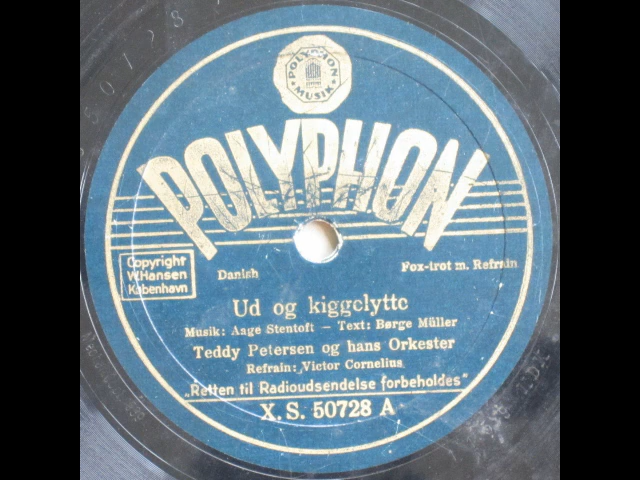 POLYPHON
MUSIK
POLYPHON
Copyright
W.Hansen
København
Danish
Fox-trot m. Refrain
Ud og kiggelytte
Musik: Aage Stentoft – Text: Børge Müller
Teddy Petersen og hans Orkester
Refrain: Victor Cornelius
„Retten til Radioudsendelse forbeholdes"
X. S. 50728 A